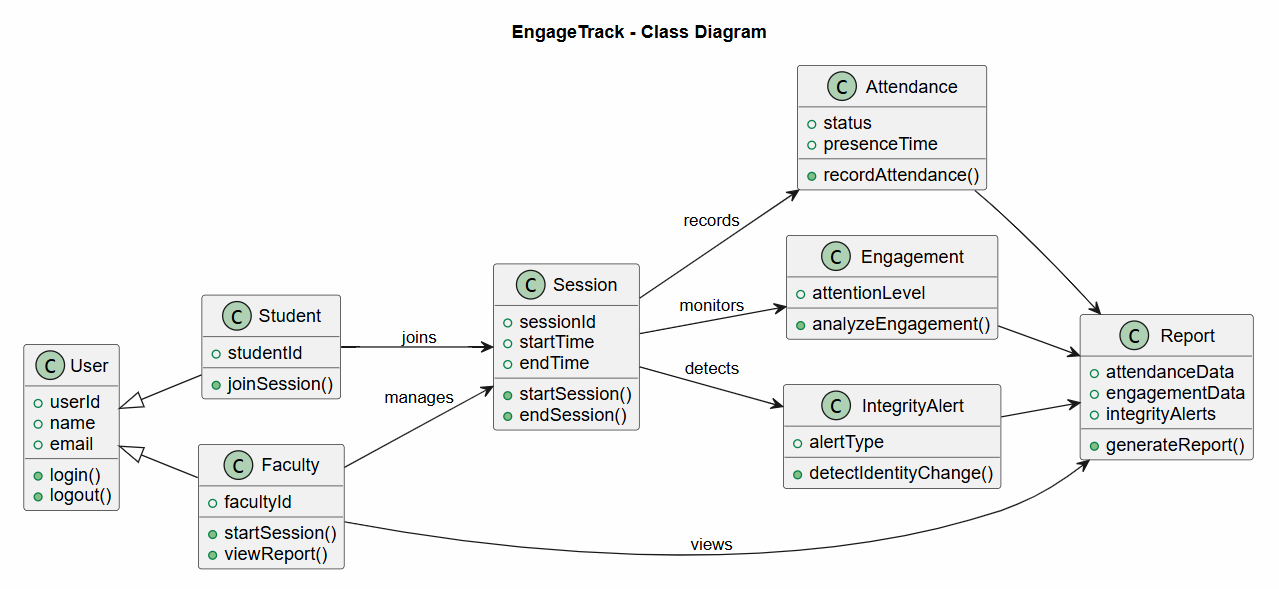 EngageTrack - Class Diagram
C Attendance
status
presenceTime
recordAttendance()
records
C Engagement
attentionLevel
analyzeEngagement()
monitors
C Session
sessionId
startTime
endTime
startSession()
endSession()
C Student
studentId
joinSession()
joins
C Report
attendanceData
engagementData
integrityAlerts
generateReport()
C User
userId
name
email
login()
logout()
detects
manages
C IntegrityAlert
alertType
detectIdentityChange()
C Faculty
facultyId
startSession()
viewReport()
views